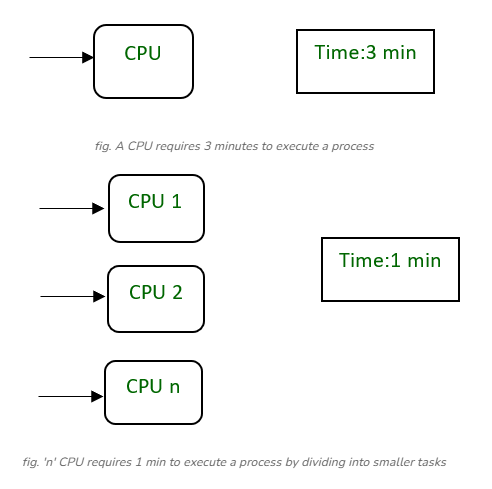 CPU
Time:3 min
fig. A CPU requires 3 minutes to execute a process
CPU 1
Time:1 min
CPU 2
CPU n
fig. 'n' CPU requires 1 min to execute a process by dividing into smaller tasks